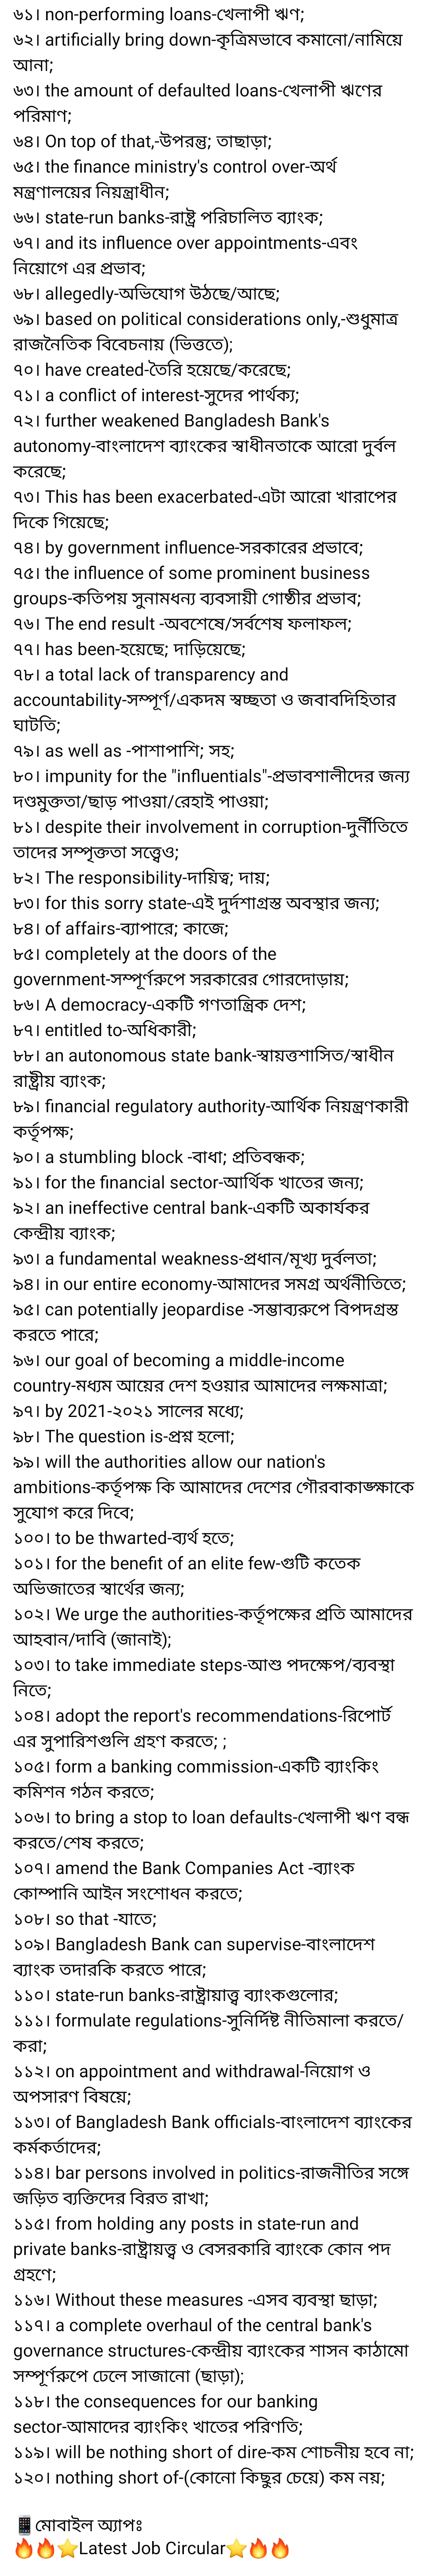 ৬১। non-performing loans-খেলাপী ঋণ;
৬২। artificially bring down-কৃত্রিমভাবে কমানো/নামিয়ে
আনা;
৬৩। the amount of defaulted loans-খেলাপী ঋণের
পরিমাণ;
৬৪। On top of that,-উপরন্তু; তাছাড়া;
৬৫। the finance ministry's control over-অর্থ
মন্ত্রণালয়ের নিয়ন্ত্রাধীন;
৬৬। state-run banks-রাষ্ট্র পরিচালিত ব্যাংক;
৬৭। and its influence over appointments-এবং
নিয়োগে এর প্রভাব;
৬৮। allegedly-অভিযোগ উঠছে/আছে;
৬৯। based on political considerations only,-শুধুমাত্র
রাজনৈতিক বিবেচনায় (ভিত্ততে);
৭০। have created-তৈরি হয়েছে/করেছে;
৭১। a conflict of interest-সুদের পার্থক্য;
৭২। further weakened Bangladesh Bank's
autonomy-বাংলাদেশ ব্যাংকের স্বাধীনতাকে আরো দুর্বল
করেছে;
৭৩। This has been exacerbated-এটা আরো খারাপের
দিকে গিয়েছে;
৭৪। by government influence-সরকারের প্রভাবে;
৭৫। the influence of some prominent business
groups-কতিপয় সুনামধন্য ব্যবসায়ী গোষ্ঠীর প্রভাব;
৭৬। The end result -অবশেষে/সর্বশেষ ফলাফল;
৭৭। has been-হয়েছে; দাড়িয়েছে;
৭৮। a total lack of transparency and
accountability-সম্পূর্ণ/একদম স্বচ্ছতা ও জবাবদিহিতার
ঘাটতি;
৭৯। as well as -পাশাপাশি; সহ;
৮০। impunity for the "influentials"-প্রভাবশালীদের জন্য
দণ্ডমুক্ততা/ছাড় পাওয়া/রেহাই পাওয়া;
৮১। despite their involvement in corruption-দুর্নীতিতে
তাদের সম্পৃক্ততা সত্ত্বেও;
৮২। The responsibility-দায়িত্ব; দায়;
৮৩। for this sorry state-এই দুর্দশাগ্রস্ত অবস্থার জন্য;
৮৪। of affairs-ব্যাপারে; কাজে;
৮৫। completely at the doors of the
government-সম্পূর্ণরুপে সরকারের গোরদোড়ায়;
৮৬। A democracy-একটি গণতান্ত্রিক দেশ;
৮৭। entitled to-অধিকারী;
৮৮। an autonomous state bank-স্বায়ত্তশাসিত/স্বাধীন
রাষ্ট্রীয় ব্যাংক;
৮৯। financial regulatory authority-আর্থিক নিয়ন্ত্রণকারী
কর্তৃপক্ষ;
৯০। a stumbling block -বাধা; প্রতিবন্ধক;
৯১। for the financial sector-আর্থিক খাতের জন্য;
৯২। an ineffective central bank-একটি অকার্যকর
কেন্দ্রীয় ব্যাংক;
৯৩। a fundamental weakness-প্রধান/মূখ্য দুর্বলতা;
৯৪। in our entire economy-আমাদের সমগ্র অর্থনীতিতে;
৯৫। can potentially jeopardise -সম্ভাব্যরুপে বিপদগ্রস্ত
করতে পারে;
৯৬। our goal of becoming a middle-income
country-মধ্যম আয়ের দেশ হওয়ার আমাদের লক্ষমাত্রা;
৯৭। by 2021-২০২১ সালের মধ্যে;
৯৮। The question is-প্রশ্ন হলো;
৯৯। will the authorities allow our nation's
ambitions-কর্তৃপক্ষ কি আমাদের দেশের গৌরবাকাঙ্ক্ষাকে
সুযোগ করে দিবে;
১০০। to be thwarted-ব্যর্থ হতে;
১০১। for the benefit of an elite few-গুটি কতেক
অভিজাতের স্বার্থের জন্য;
১০২। We urge the authorities-কর্তৃপক্ষের প্রতি আমাদের
আহবান/দাবি (জানাই);
১০৩। to take immediate steps-আশু পদক্ষেপ/ব্যবস্থা
নিতে;
১০৪। adopt the report's recommendations-রিপোর্ট
এর সুপারিশগুলি গ্রহণ করতে; ;
১০৫। form a banking commission-একটি ব্যাংকিং
কমিশন গঠন করতে;
১০৬। to bring a stop to loan defaults-খেলাপী ঋণ বন্ধ
করতে/শেষ করতে;
১০৭। amend the Bank Companies Act -ব্যাংক
কোম্পানি আইন সংশোধন করতে;
১০৮। so that -যাতে;
১০৯। Bangladesh Bank can supervise-বাংলাদেশ
ব্যাংক তদারকি করতে পারে;
১১০। state-run banks-রাষ্ট্রায়াত্ত্ব ব্যাংকগুলোর;
১১১। formulate regulations-সুনির্দিষ্ট নীতিমালা করতে/
করা;
১১২। on appointment and withdrawal-নিয়োগ ও
অপসারণ বিষয়ে;
১১৩। of Bangladesh Bank officials-বাংলাদেশ ব্যাংকের
কর্মকর্তাদের;
১১৪। bar persons involved in politics-রাজনীতির সঙ্গে
জড়িত ব্যক্তিদের বিরত রাখা;
১১৫। from holding any posts in state-run and
private banks-রাষ্ট্রায়ত্ত্ব ও বেসরকারি ব্যাংকে কোন পদ
গ্রহণে;
১১৬। Without these measures -এসব ব্যবস্থা ছাড়া;
১১৭। a complete overhaul of the central bank's
governance structures-কেন্দ্রীয় ব্যাংকের শাসন কাঠামো
সম্পূর্ণরুপে ঢেলে সাজানো (ছাড়া);
১১৮। the consequences for our banking
sector-আমাদের ব্যাংকিং খাতের পরিণতি;
১১৯। will be nothing short of dire-কম শোচনীয় হবে না;
১২০। nothing short of-(কোনো কিছুর চেয়ে) কম নয়;
📱মোবাইল অ্যাপঃ
🔥🔥⭐Latest Job Circular⭐🔥🔥